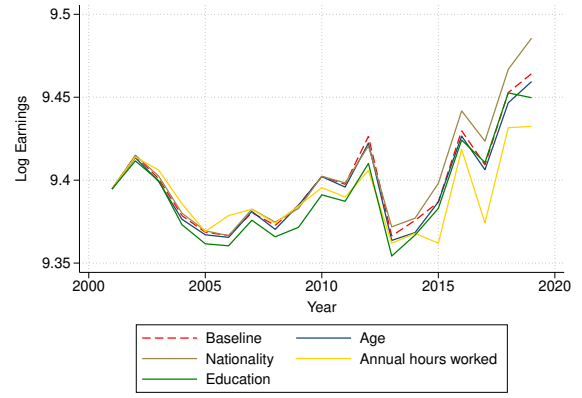 9.5
9.45
9.4
9.35
Log Earnings
2000 2005 2010 2015 2020
Year
Baseline Age
Nationality Annual hours worked
Education